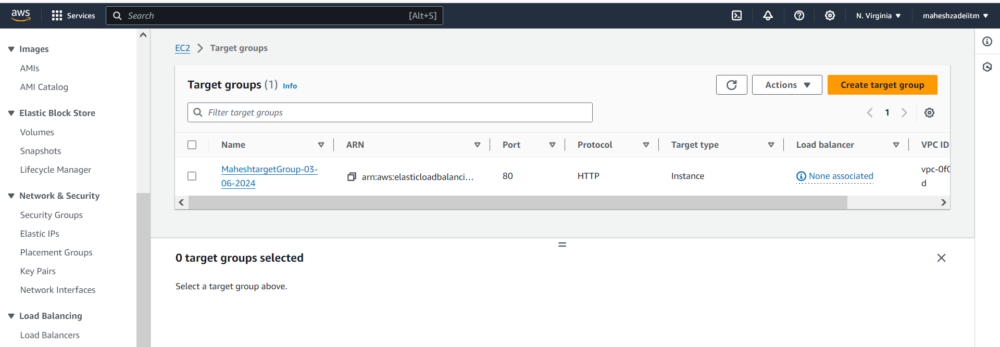 aws
Services
Search [Alt+S]
N. Virginia
maheshzadeiitm
Images
AMIs
AMI Catalog
Elastic Block Store
Volumes
Snapshots
Lifecycle Manager
Network & Security
Security Groups
Elastic IPs
Placement Groups
Key Pairs
Network Interfaces
Load Balancing
Load Balancers
EC2 > Target groups
Target groups (1) Info
Actions
Create target group
Filter target groups
1
Name ARN Port Protocol Target type Load balancer VPC ID
MaheshtargetGroup-03-
06-2024
arn:aws:elasticloadbalanci...
80
HTTP
Instance
None associated
vpc-0f0
d
0 target groups selected
Select a target group above.